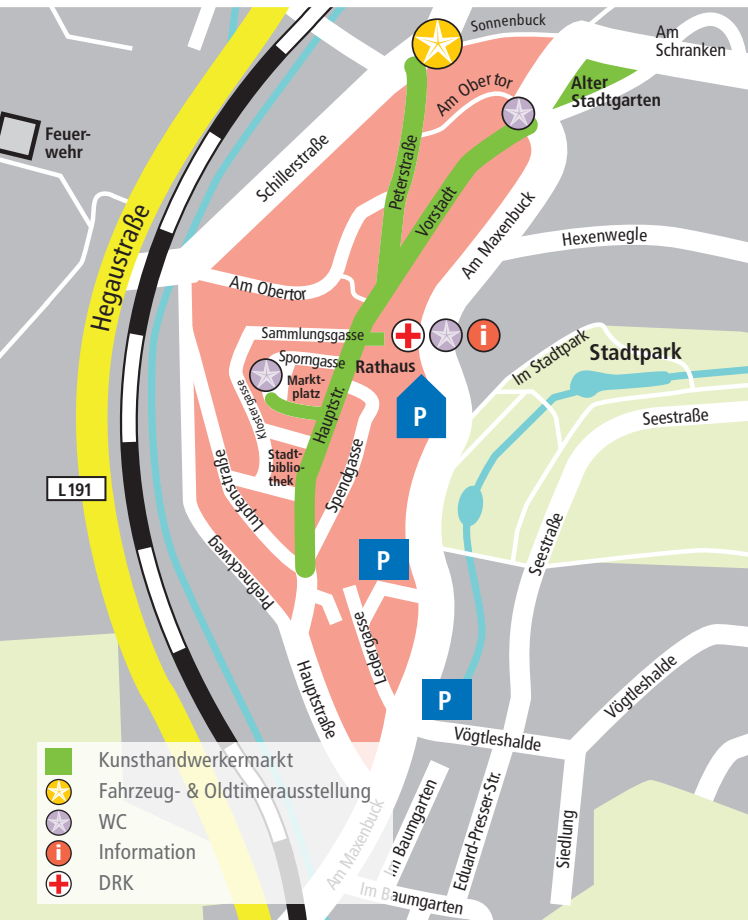 Sonnenbuck
Am
Schranken
Am Obertor
Alter
Stadtgarten
Feuer-
wehr
Schillerstraße
Peterstraße
Vorstadt
Am Maxenbuck
Hexenwegle
Hegaustraße
Am Obertor
Sammlungsgasse
i
Sporngasse
Rathaus
Im Stadtpark
Stadtpark
Markt-
platz
Klostergasse
Hauptstr.
P
Seestraße
Stadt-
biblio-
thek
Spendgasse
L191
Lupfenstraße
Seestraße
P
Preßneckweg
Ledergasse
Hauptstraße
P
Vögtleshalde
Vögtleshalde
Kunsthandwerkermarkt
Fahrzeug- & Oldtimerausstellung
WC
i Information
DRK
Am Maxenbuck
Im Baumgarten
Eduard-Presser-Str.
Siedlung
Im Baumgarten